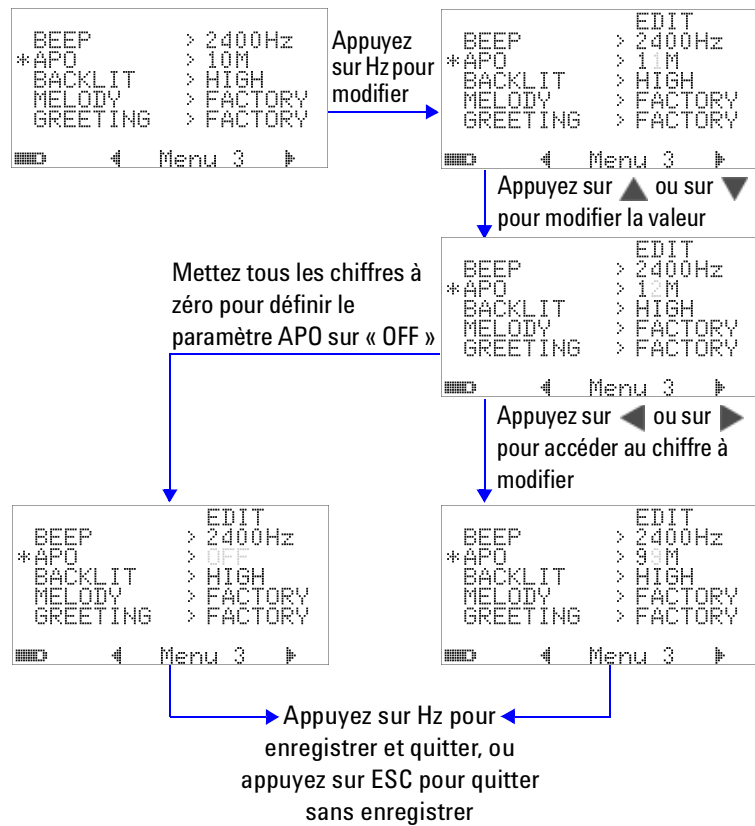 BEEP > 2400Hz
*APO > 10M
BACKLIT > HIGH
MELODY > FACTORY
GREETING > FACTORY
Menu 3
Appuyez
sur Hz pour
modifier
EDIT
BEEP > 2400Hz
*APO > 11M
BACKLIT > HIGH
MELODY > FACTORY
GREETING > FACTORY
Menu 3
Appuyez sur ▲ ou sur ▼
pour modifier la valeur
EDIT
BEEP > 2400Hz
*APO > 12M
BACKLIT > HIGH
MELODY > FACTORY
GREETING > FACTORY
Menu 3
Mettez tous les chiffres à
zéro pour définir le
paramètre APO sur « OFF »
Appuyez sur ◀ ou sur ▶
pour accéder au chiffre à
modifier
EDIT
BEEP > 2400Hz
*APO > OFF
BACKLIT > HIGH
MELODY > FACTORY
GREETING > FACTORY
Menu 3
EDIT
BEEP > 2400Hz
*APO > 99M
BACKLIT > HIGH
MELODY > FACTORY
GREETING > FACTORY
Menu 3
Appuyez sur Hz pour
enregistrer et quitter, ou
appuyez sur ESC pour quitter
sans enregistrer